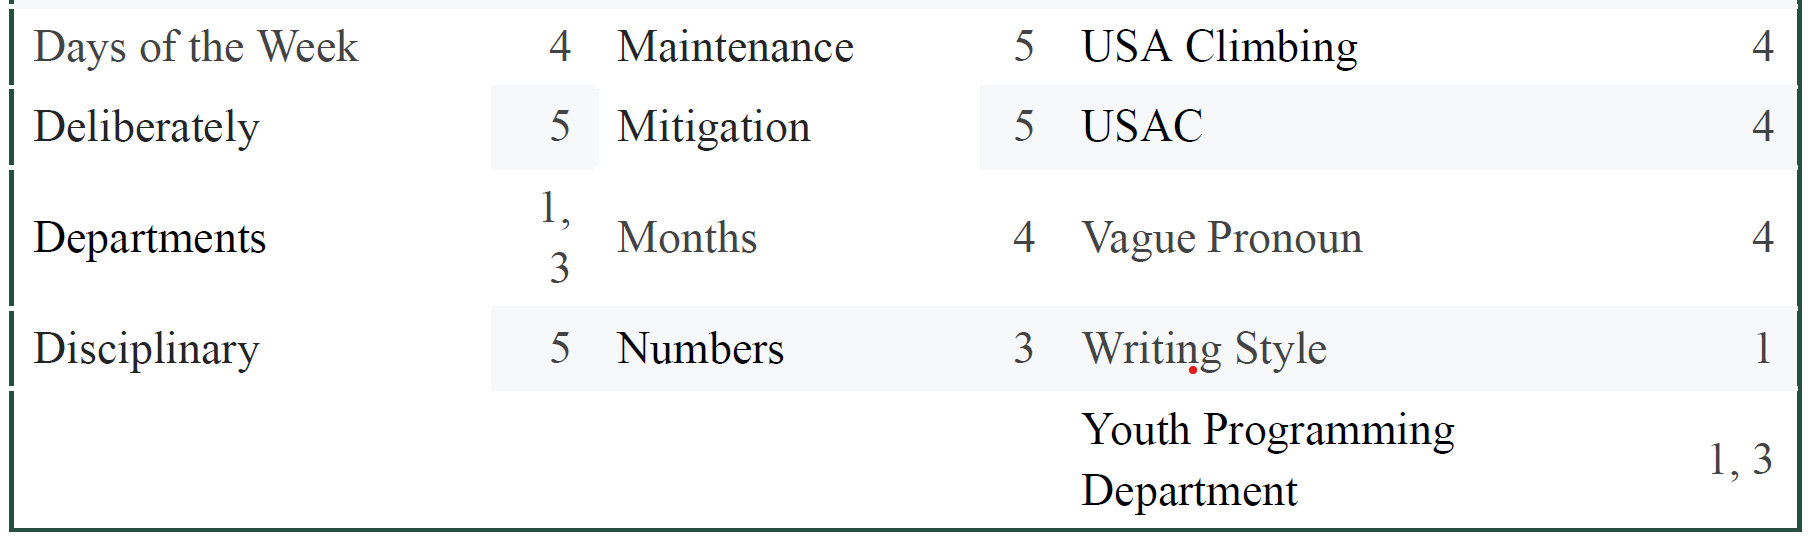 Days of the Week 4 Maintenance 5 USA Climbing 4
Deliberately 5 Mitigation 5 USAC 4
Departments 1, 3 Months 4 Vague Pronoun 4
Disciplinary 5 Numbers 3 Writing Style 1
Youth Programming
Department 1, 3